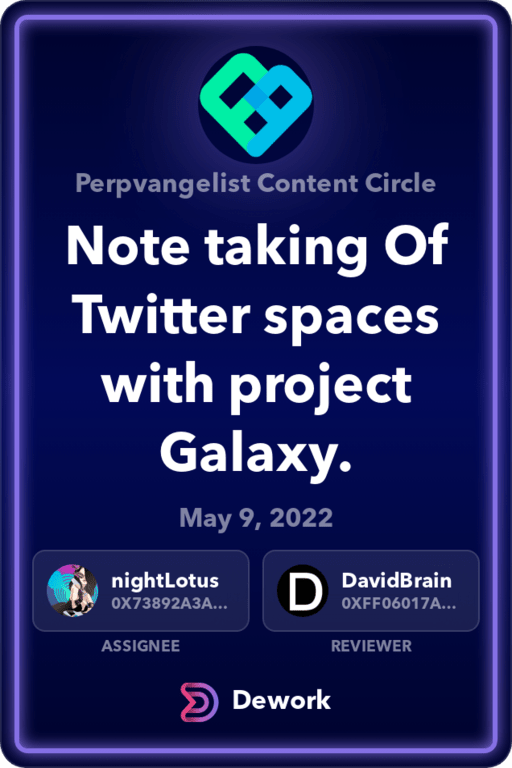 Perpvangelist Content Circle
Note taking Of
Twitter spaces
with project
Galaxy.
May 9, 2022
nightLotus
0X73892A3A...
ASSIGNEE
D
DavidBrain
0XFF06017A...
REVIEWER
Dework